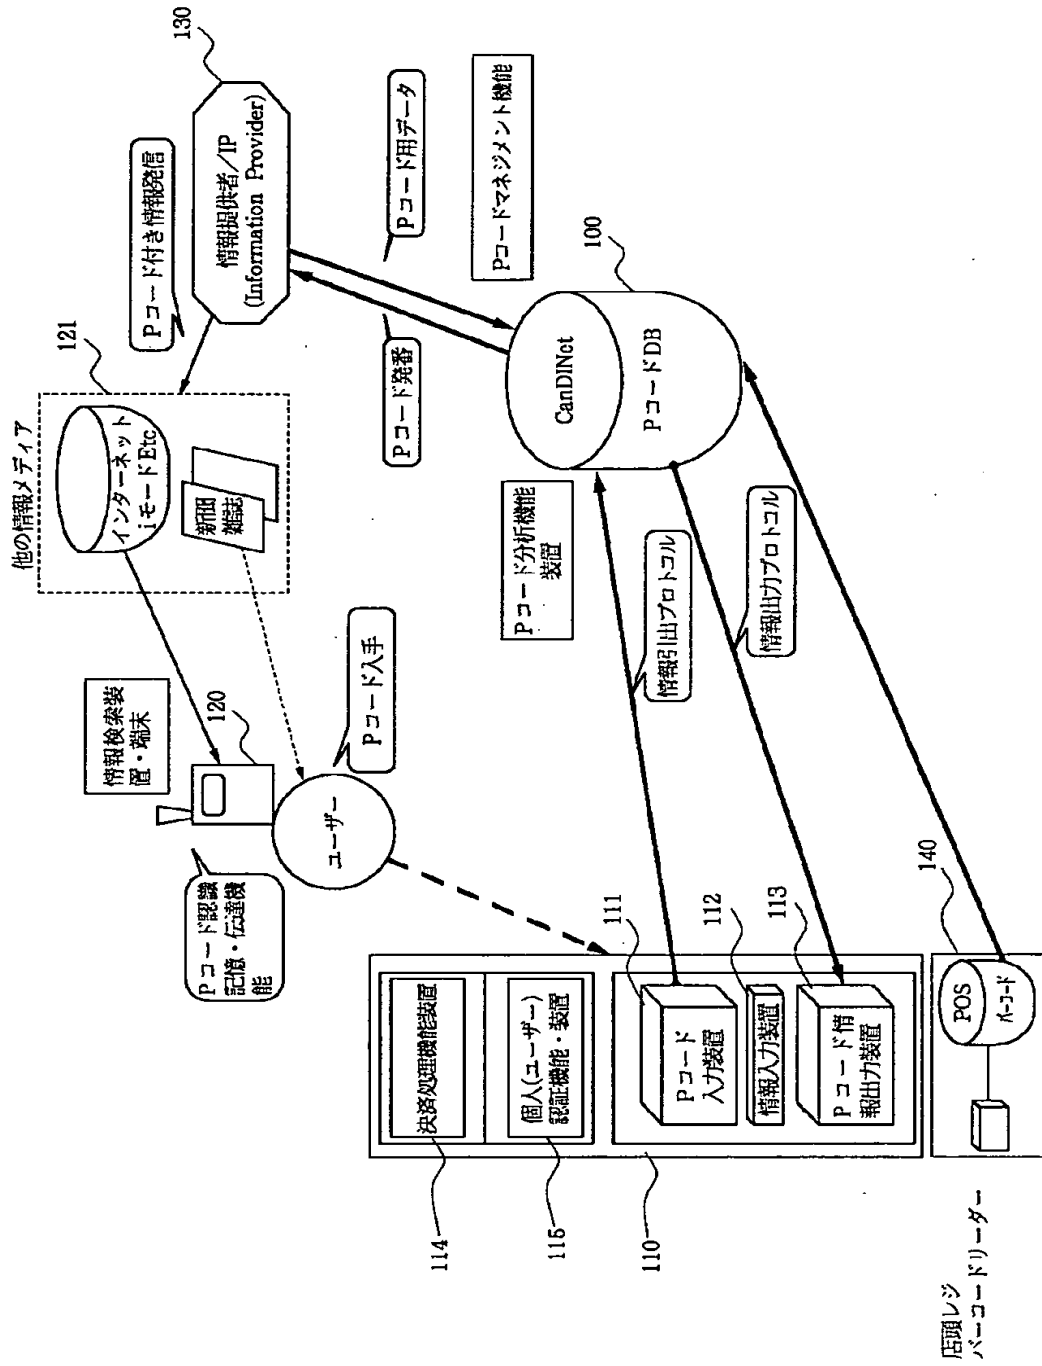 他の情報メディア
121
インターネット
iモードEtc
新聞
雑誌
Pコード付き情報発信
130
情報提供者/IP
(Information Provider)
情報検索装
置・端末
120
Pコード認識
記憶・伝達機
能
ユーザー
Pコード入手
Pコード発番
Pコード用データ
Pコードマネジメント機能
Pコード分析機能
装置
100
CanDINet
PコードDB
情報引出プロトコル
情報出力プロトコル
決済処理機能装置
114
個人(ユーザー)
認証機能・装置
115
110
111
Pコード
入力装置
112
情報入力装置
113
Pコード情
報出力装置
140
POS
バーコード
店頭レジ
バーコードリーダー